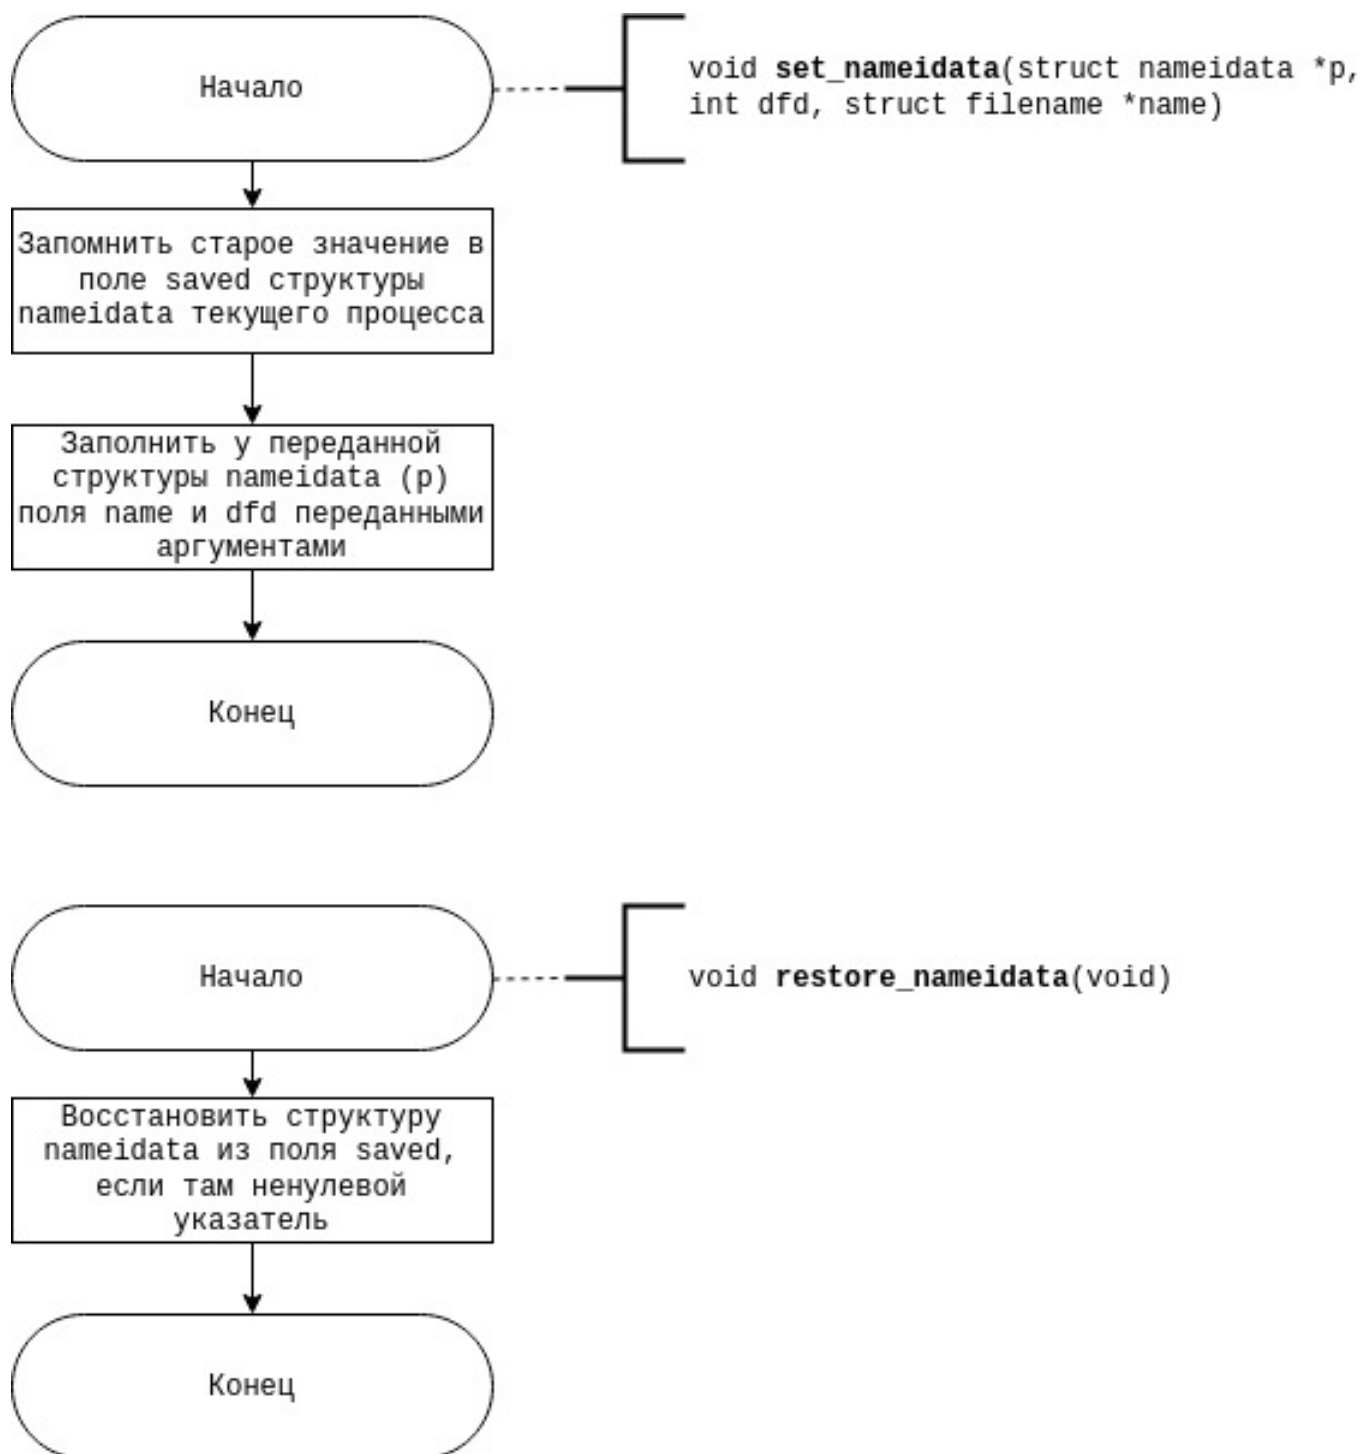 Начало
void set_nameidata(struct nameidata *p,
int dfd, struct filename *name)
Запомнить старое значение в
поле saved структуры
nameidata текущего процесса
Заполнить у переданной
структуры nameidata (p)
поля name и dfd переданными
аргументами
Конец
Начало
void restore_nameidata(void)
Восстановить структуру
nameidata из поля saved,
если там ненулевой
указатель
Конец